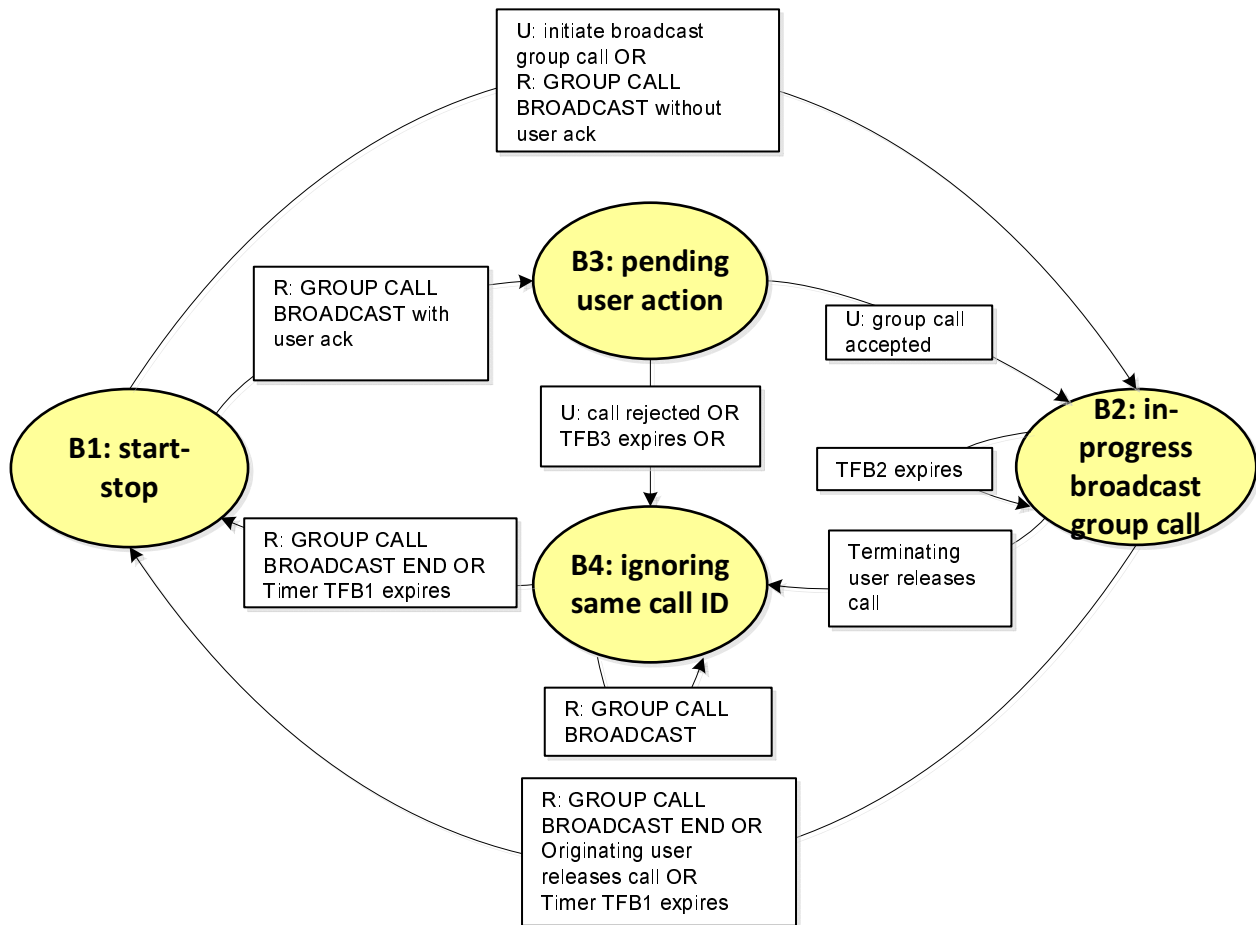 U: initiate broadcast
group call OR
R: GROUP CALL
BROADCAST without
user ack
B3: pending
user action
R: GROUP CALL
BROADCAST with
user ack
U: group call
accepted
U: call rejected OR
TFB3 expires OR
B1: start-
stop
B2: in-
progress
broadcast
group call
TFB2 expires
R: GROUP CALL
BROADCAST END OR
Timer TFB1 expires
B4: ignoring
same call ID
Terminating
user releases
call
R: GROUP CALL
BROADCAST
R: GROUP CALL
BROADCAST END OR
Originating user
releases call OR
Timer TFB1 expires